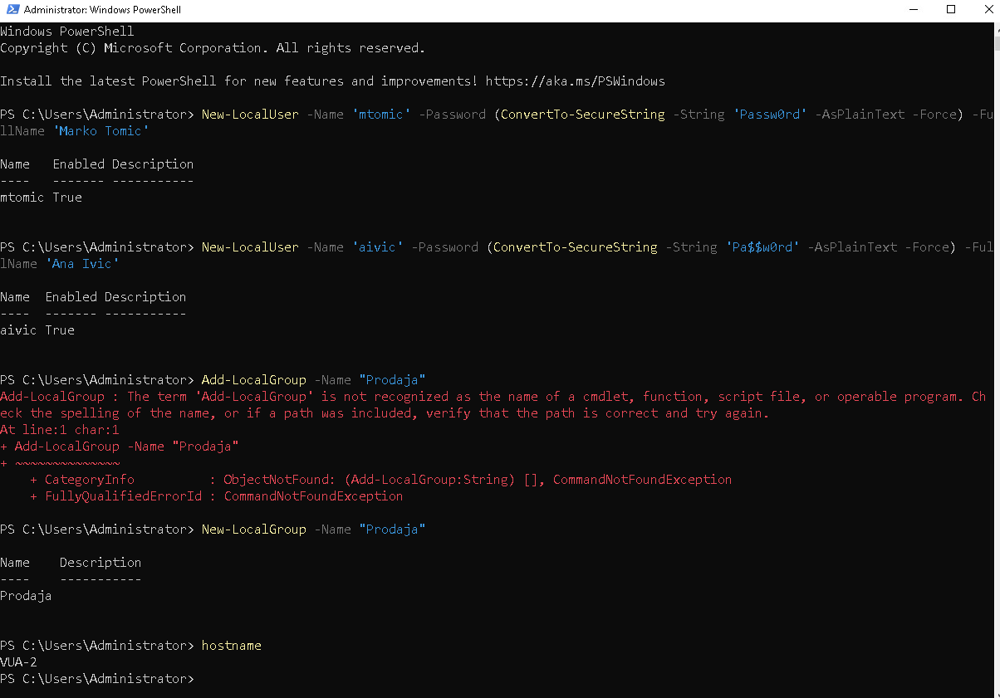 Administrator: Windows PowerShell
Windows PowerShell
Copyright (C) Microsoft Corporation. All rights reserved.
Install the latest PowerShell for new features and improvements! https://aka.ms/PSWindows
PS C:\Users\Administrator> New-LocalUser -Name 'mtomic' -Password (ConvertTo-SecureString -String 'Passw0rd' -AsPlainText -Force) -Fu
llName 'Marko Tomic'
Name   Enabled Description
----   ------- -----------
mtomic True
PS C:\Users\Administrator> New-LocalUser -Name 'aivic' -Password (ConvertTo-SecureString -String 'Pa$$w0rd' -AsPlainText -Force) -Ful
lName 'Ana Ivic'
Name  Enabled Description
----  ------- -----------
aivic True
PS C:\Users\Administrator> Add-LocalGroup -Name "Prodaja"
Add-LocalGroup : The term 'Add-LocalGroup' is not recognized as the name of a cmdlet, function, script file, or operable program. Ch
eck the spelling of the name, or if a path was included, verify that the path is correct and try again.
At line:1 char:1
+ Add-LocalGroup -Name "Prodaja"
+ ~~~~~~~~~~~~~~
    + CategoryInfo          : ObjectNotFound: (Add-LocalGroup:String) [], CommandNotFoundException
    + FullyQualifiedErrorId : CommandNotFoundException
PS C:\Users\Administrator> New-LocalGroup -Name "Prodaja"
Name    Description
----    -----------
Prodaja
PS C:\Users\Administrator> hostname
VUA-2
PS C:\Users\Administrator>